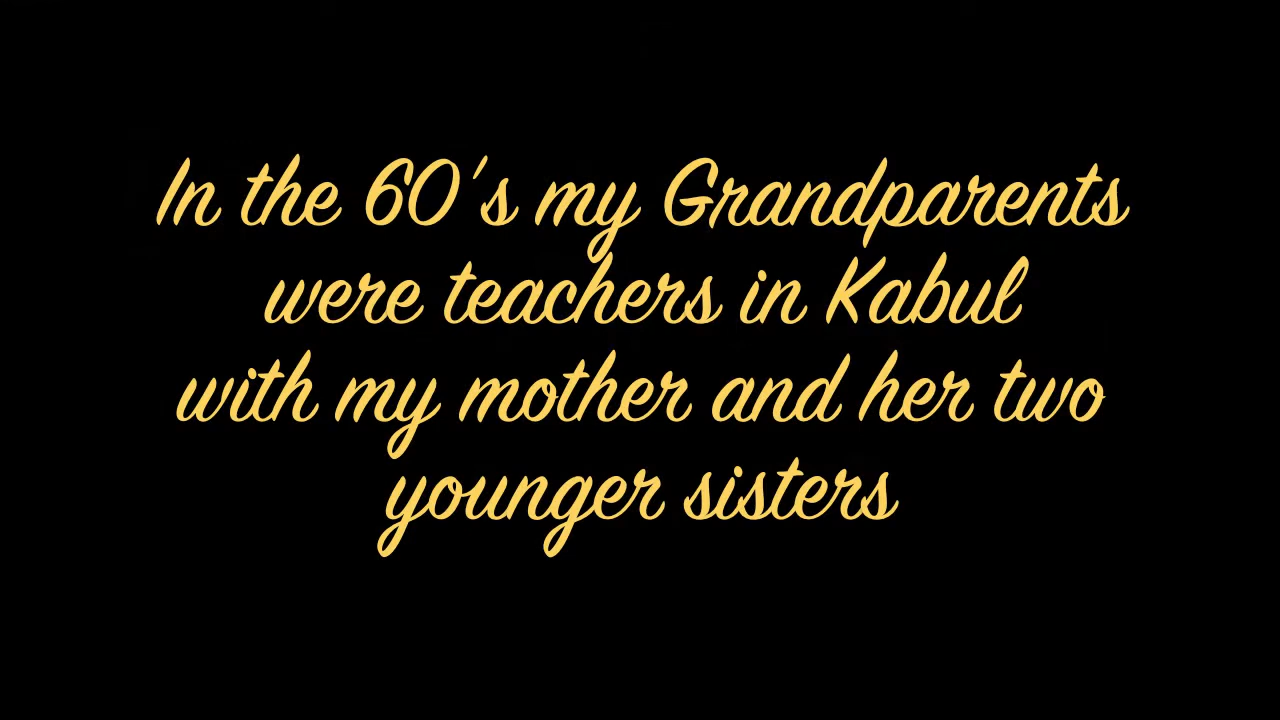 In the 60's my Grandparents
were teachers in Kabul
with my mother and her two
younger sisters